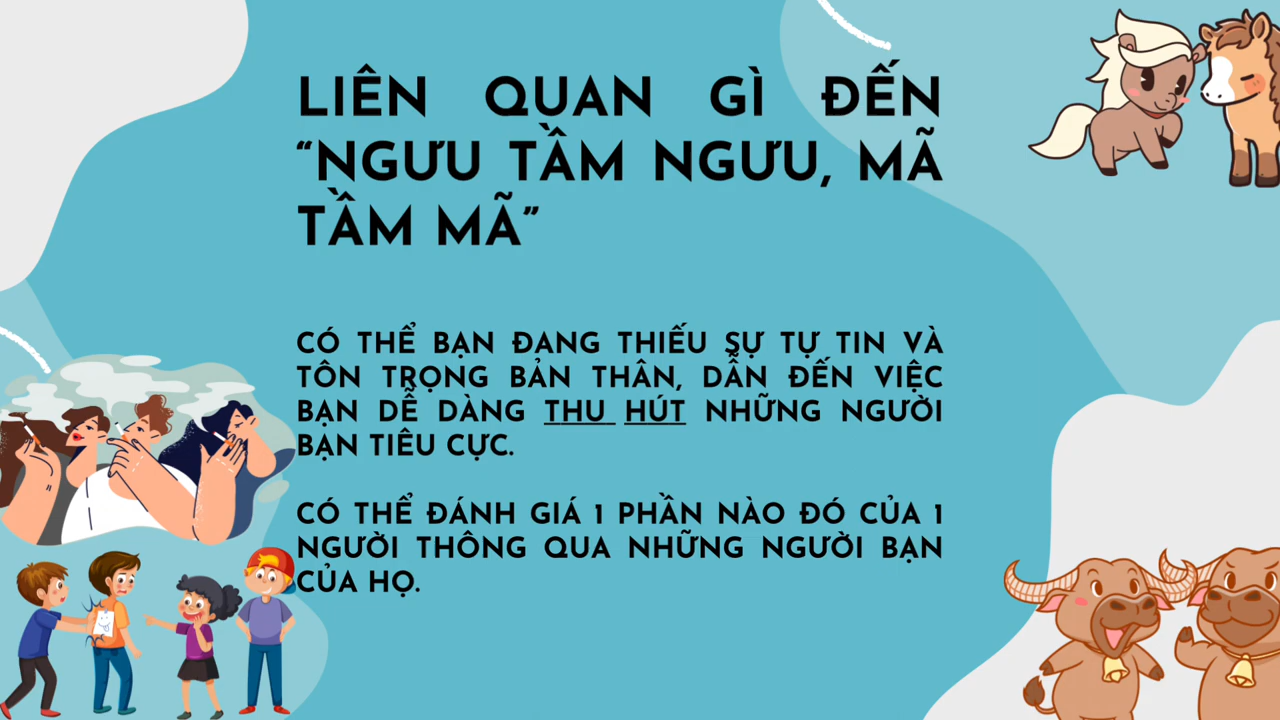 LIÊN QUAN GÌ ĐẾN
“NGƯU TẦM NGƯU, MÃ
TẦM MÃ”
CÓ THỂ BẠN ĐANG THIẾU SỰ TỰ TIN VÀ
TÔN TRỌNG BẢN THÂN, DẪN ĐẾN VIỆC
BẠN DỄ DÀNG THU HÚT NHỮNG NGƯỜI
BẠN TIÊU CỰC.
CÓ THỂ ĐÁNH GIÁ 1 PHẦN NÀO ĐÓ CỦA 1
NGƯỜI THÔNG QUA NHỮNG NGƯỜI BẠN
CỦA HỌ.